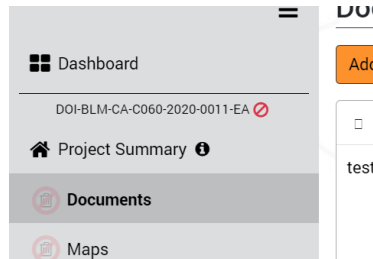 Dashboard
DOI-BLM-CA-C060-2020-0011-EA
Project Summary
Documents
Maps
test